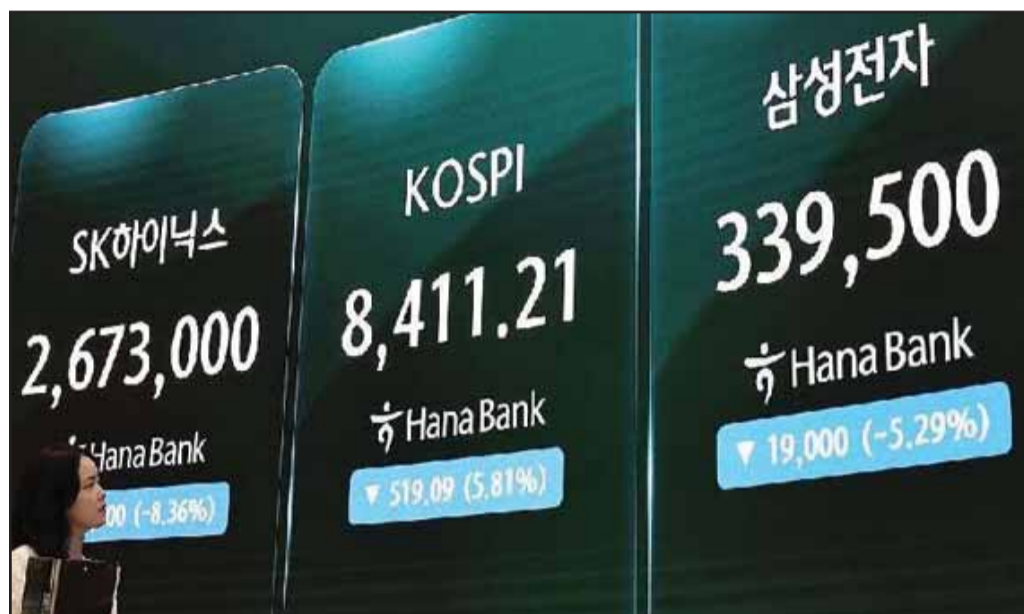 SK하이닉스
2,673,000
Hana Bank
00 (-8.36%)
KOSPI
8,411.21
Hana Bank
▼ 519.09 (5.81%)
삼성전자
339,500
Hana Bank
▼ 19,000 (-5.29%)